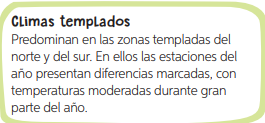 Climas templados
Predominan en las zonas templadas del
norte y del sur. En ellos las estaciones del
año presentan diferencias marcadas, con
temperaturas moderadas durante gran
parte del año.